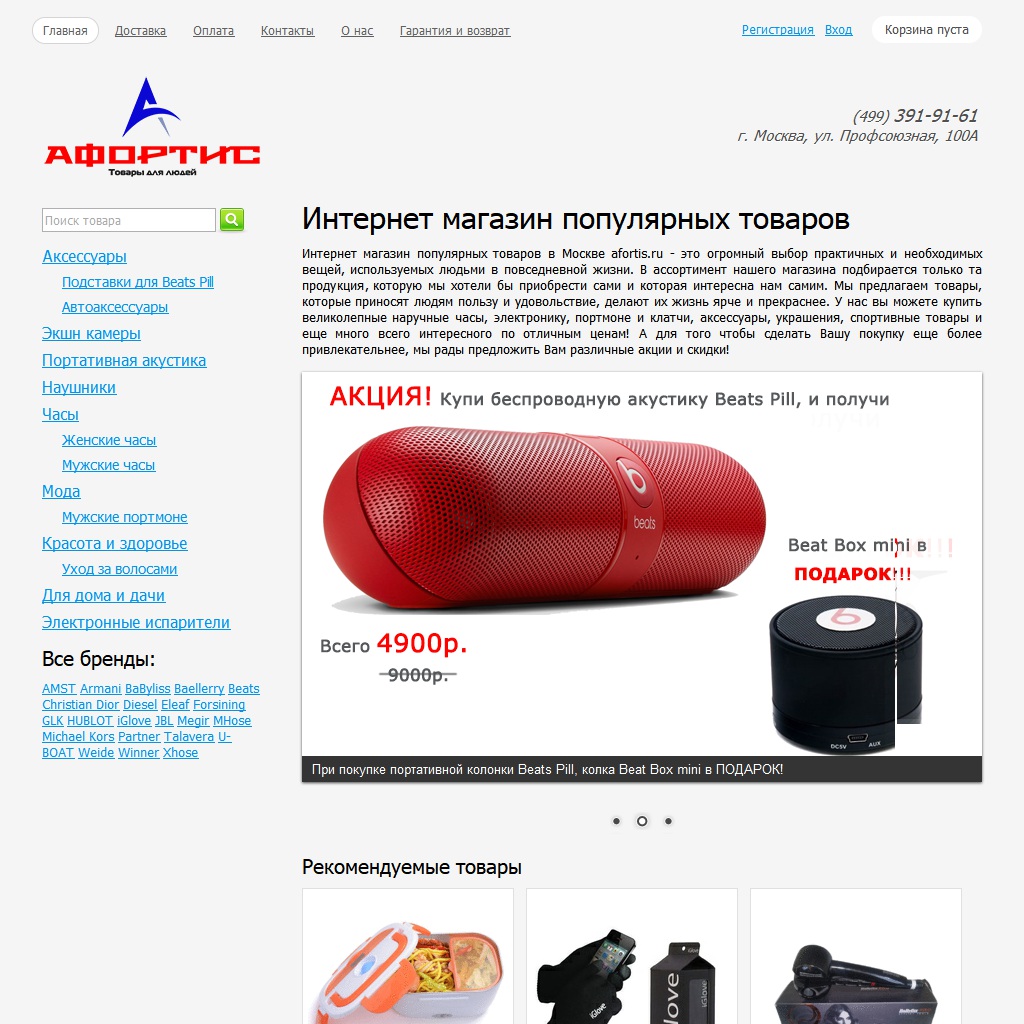 Главная Доставка Оплата Контакты О нас Гарантия и возврат Регистрация Вход Корзина пуста
АФОРТИС
Товары для людей
(499) 391-91-61
г. Москва, ул. Профсоюзная, 100А
Поиск товара
Аксессуары
Подставки для Beats Pill
Автоаксессуары
Экшн камеры
Портативная акустика
Наушники
Часы
Женские часы
Мужские часы
Мода
Мужские портмоне
Красота и здоровье
Уход за волосами
Для дома и дачи
Электронные испарители
Все бренды:
AMST Armani BaByliss Baellerry Beats
Christian Dior Diesel Eleaf Forsining
GLK HUBLOT iGlove JBL Megir MHose
Michael Kors Partner Talavera U-
BOAT Weide Winner Xhose
Интернет магазин популярных товаров
Интернет магазин популярных товаров в Москве afortis.ru - это огромный выбор практичных и необходимых
вещей, используемых людьми в повседневной жизни. В ассортимент нашего магазина подбирается только та
продукция, которую мы хотели бы приобрести сами и которая интересна нам самим. Мы предлагаем товары,
которые приносят людям пользу и удовольствие, делают их жизнь ярче и прекраснее. У нас вы можете купить
великолепные наручные часы, электронику, портмоне и клатчи, аксессуары, украшения, спортивные товары и
еще много всего интересного по отличным ценам! А для того чтобы сделать Вашу покупку еще более
привлекательнее, мы рады предложить Вам различные акции и скидки!
АКЦИЯ! Купи беспроводную акустику Beats Pill, и получи
beats
Beat Box mini в
ПОДАРОК!!!
Всего 4900р.
9000р.
DC5V AUX
При покупке портативной колонки Beats Pill, колка Beat Box mini в ПОДАРОК!
Рекомендуемые товары
iGlove
iGlove
iGlove
BaByliss